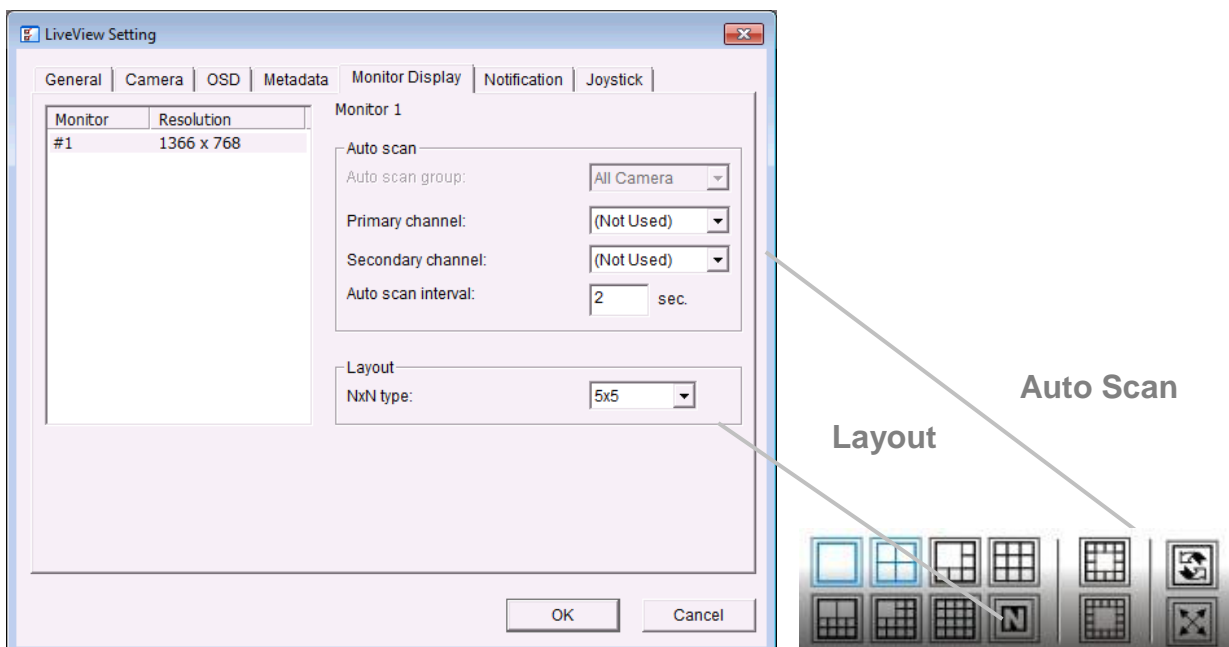 LiveView Setting
General Camera OSD Metadata Monitor Display Notification Joystick
Monitor Resolution
#1 1366 x 768
Monitor 1
Auto scan
Auto scan group: All Camera
Primary channel: (Not Used)
Secondary channel: (Not Used)
Auto scan interval: 2 sec.
Layout
NxN type: 5x5
OK Cancel
Auto Scan
Layout
N